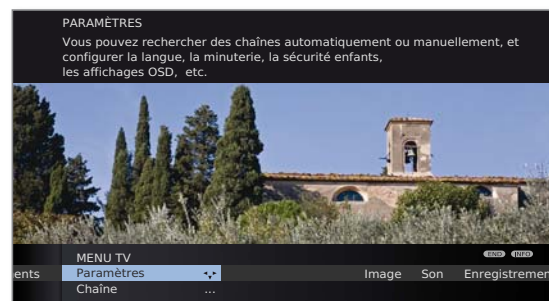 PARAMÈTRES
Vous pouvez rechercher des chaînes automatiquement ou manuellement, et
configurer la langue, la minuterie, la sécurité enfants,
les affichages OSD, etc.
MENU TV
END INFO
ents Paramètres Image Son Enregistremen
Chaîne ...